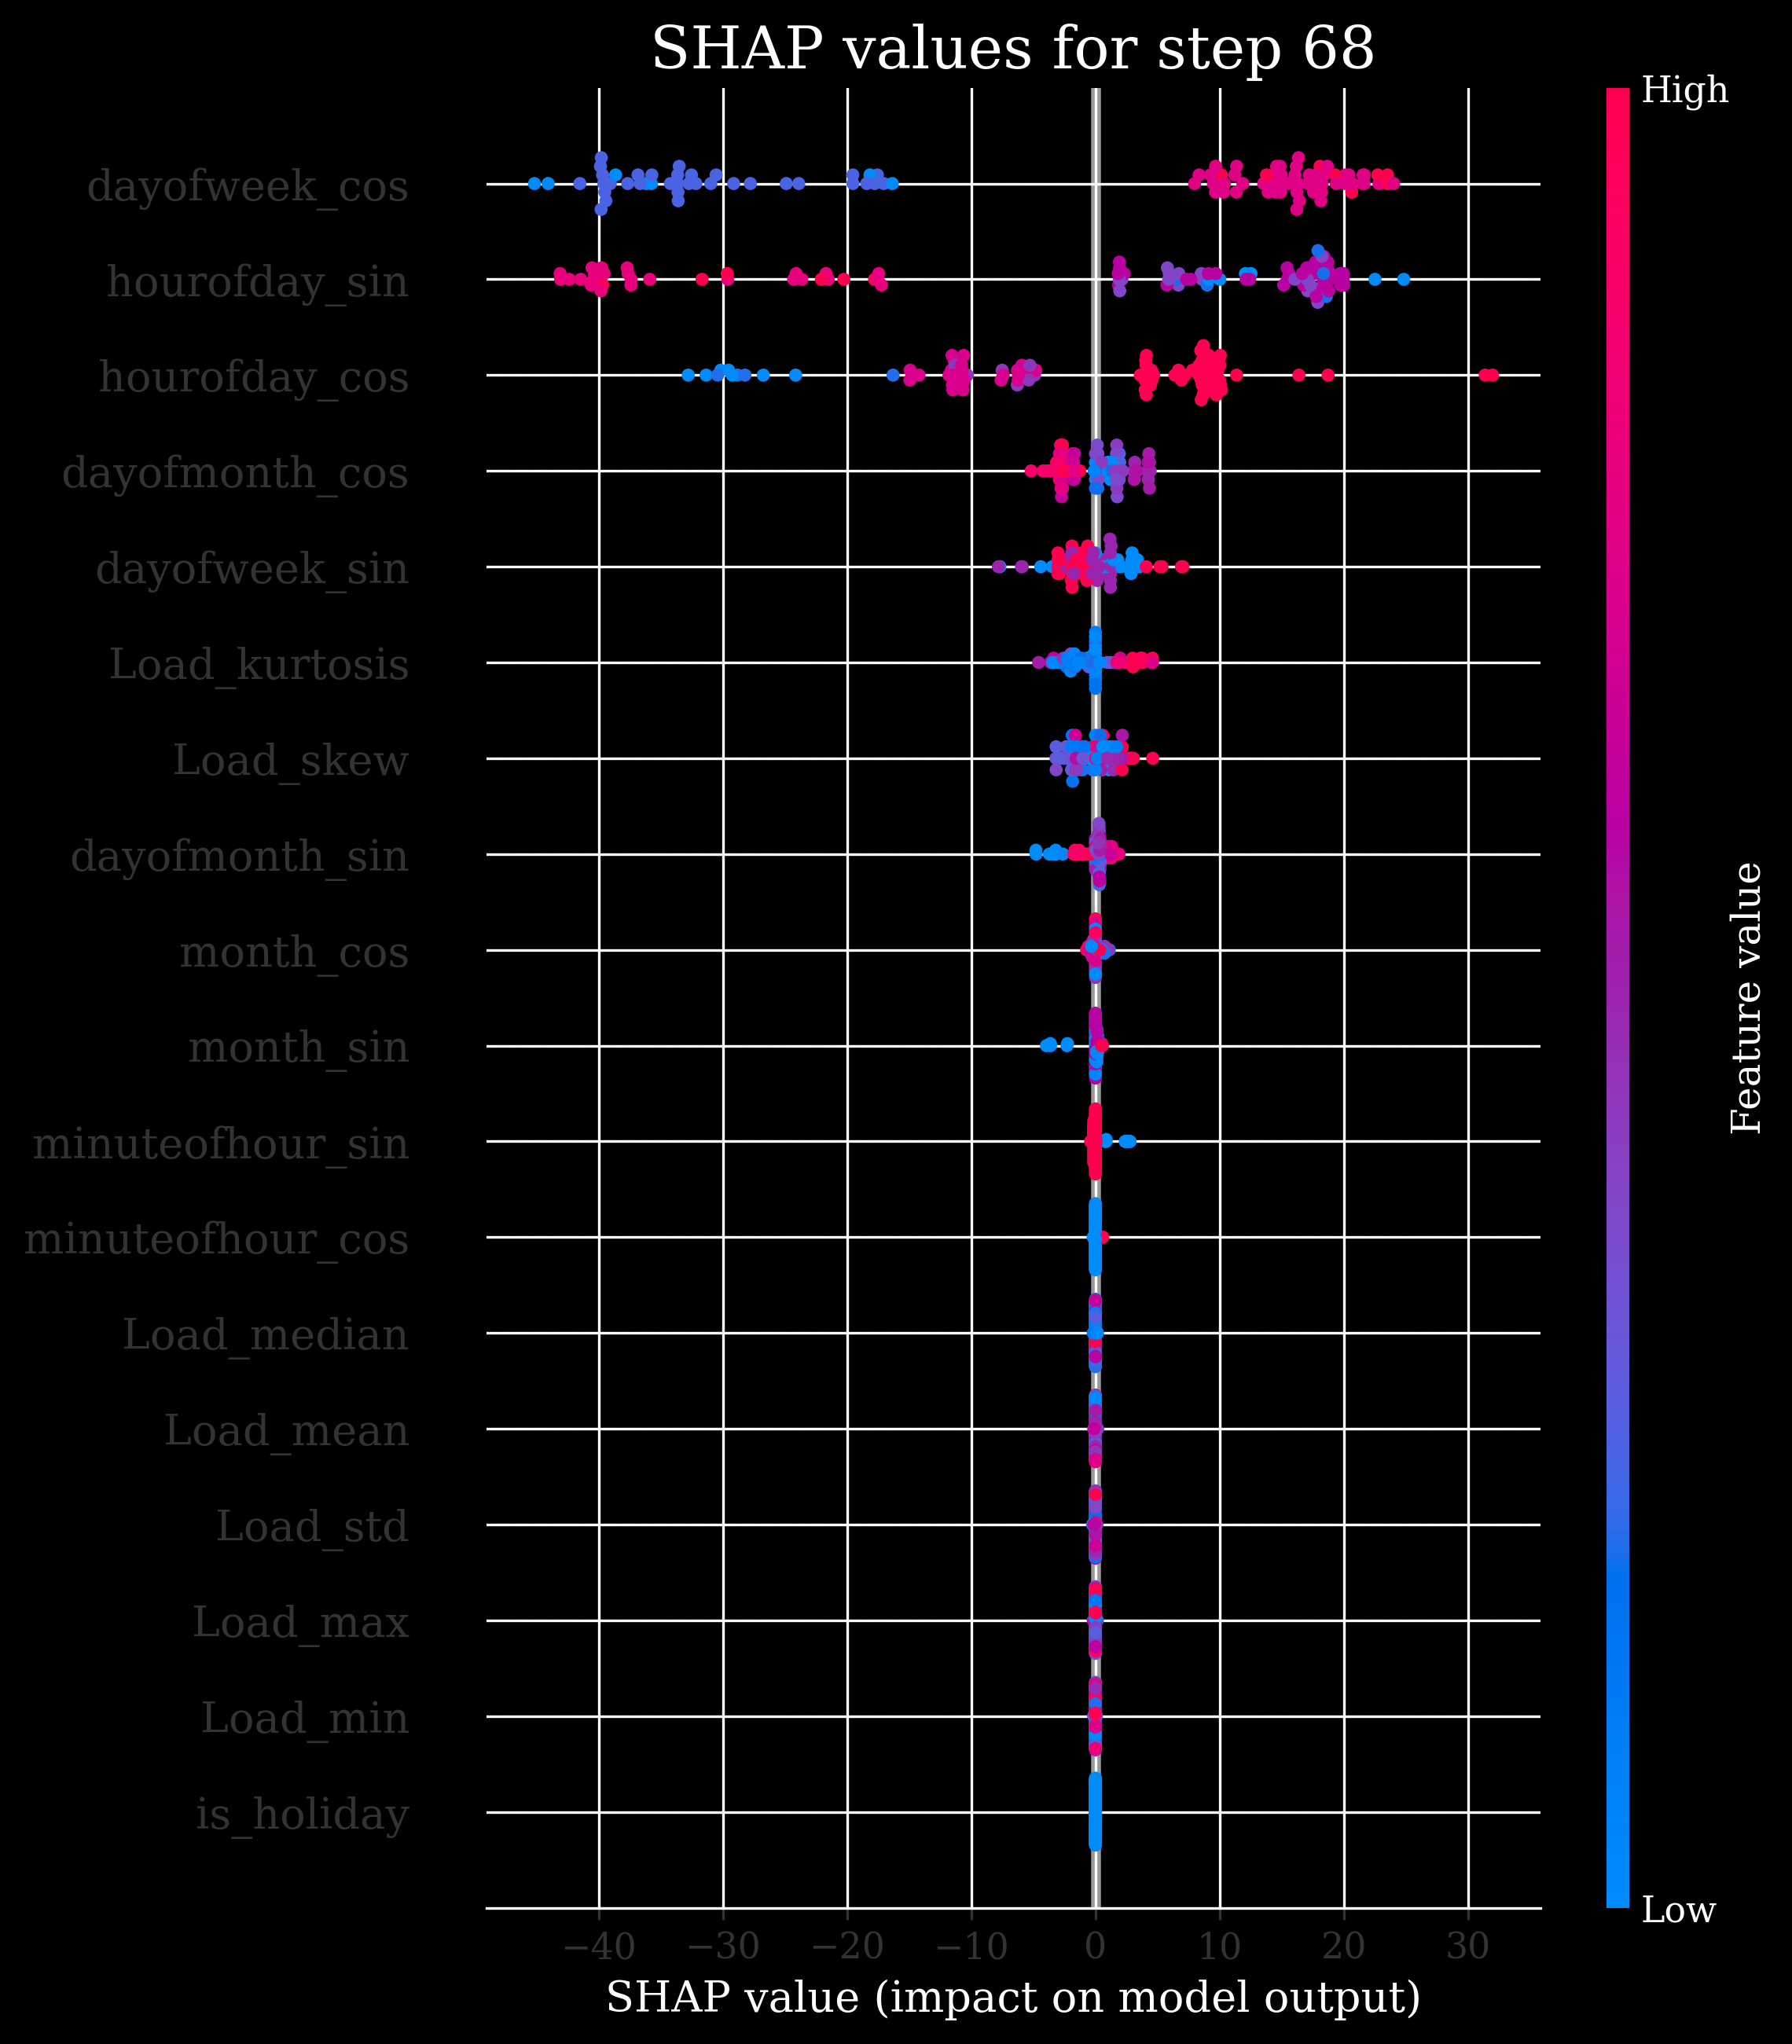 SHAP values for step 68
High
dayofweek_cos
hourofday_sin
hourofday_cos
dayofmonth_cos
dayofweek_sin
Load_kurtosis
Load_skew
dayofmonth_sin
month_cos
month_sin
minuteofhour_sin
minuteofhour_cos
Load_median
Load_mean
Load_std
Load_max
Load_min
is_holiday
Feature value
Low
−40 −30 −20 −10 0 10 20 30
SHAP value (impact on model output)